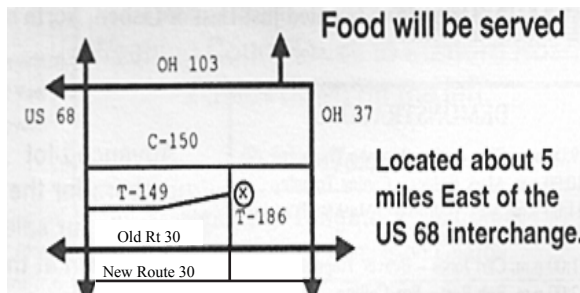 Food will be served
OH 103
US 68
OH 37
C-150
T-149
X
T-186
Old Rt 30
New Route 30
Located about 5
miles East of the
US 68 interchange.